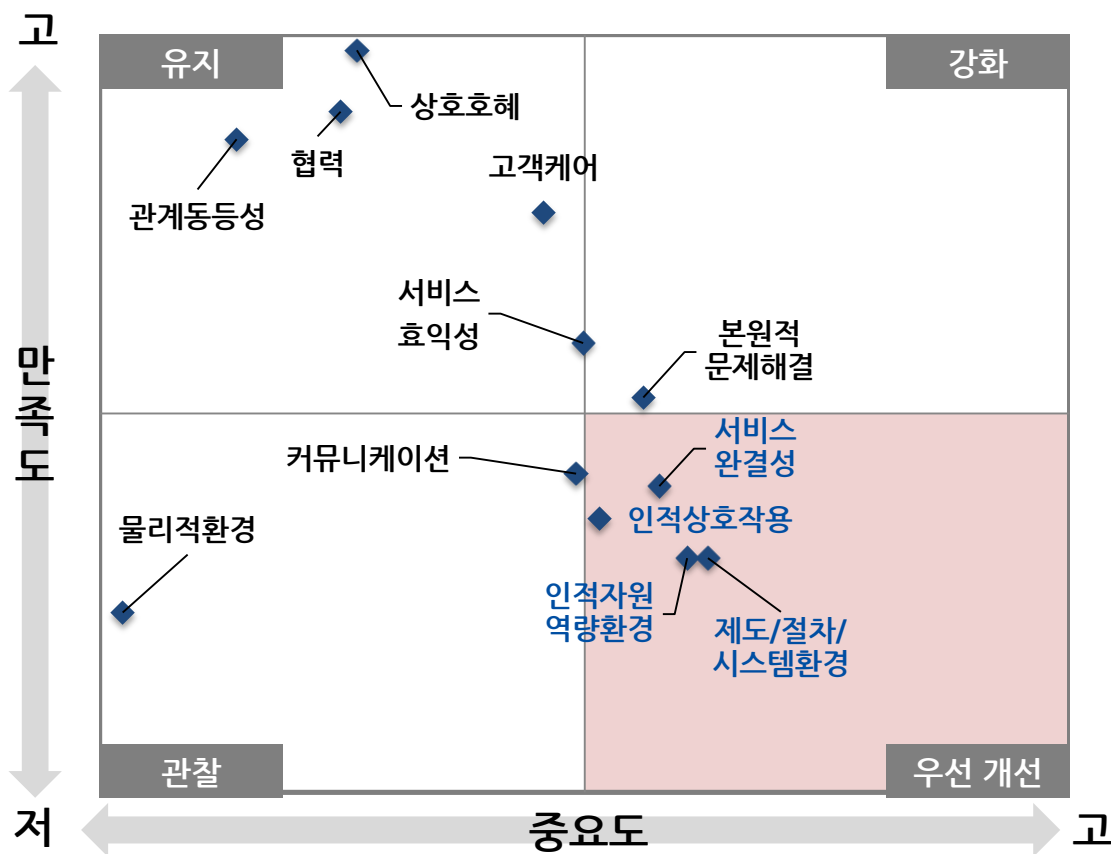 고
유지
강화
상호호혜
협력
고객케어
관계동등성
서비스
효익성
본원적
문제해결
만족도
서비스
완결성
커뮤니케이션
인적상호작용
물리적환경
인적자원
역량환경
제도/절차/
시스템환경
관찰
우선 개선
저
중요도
고